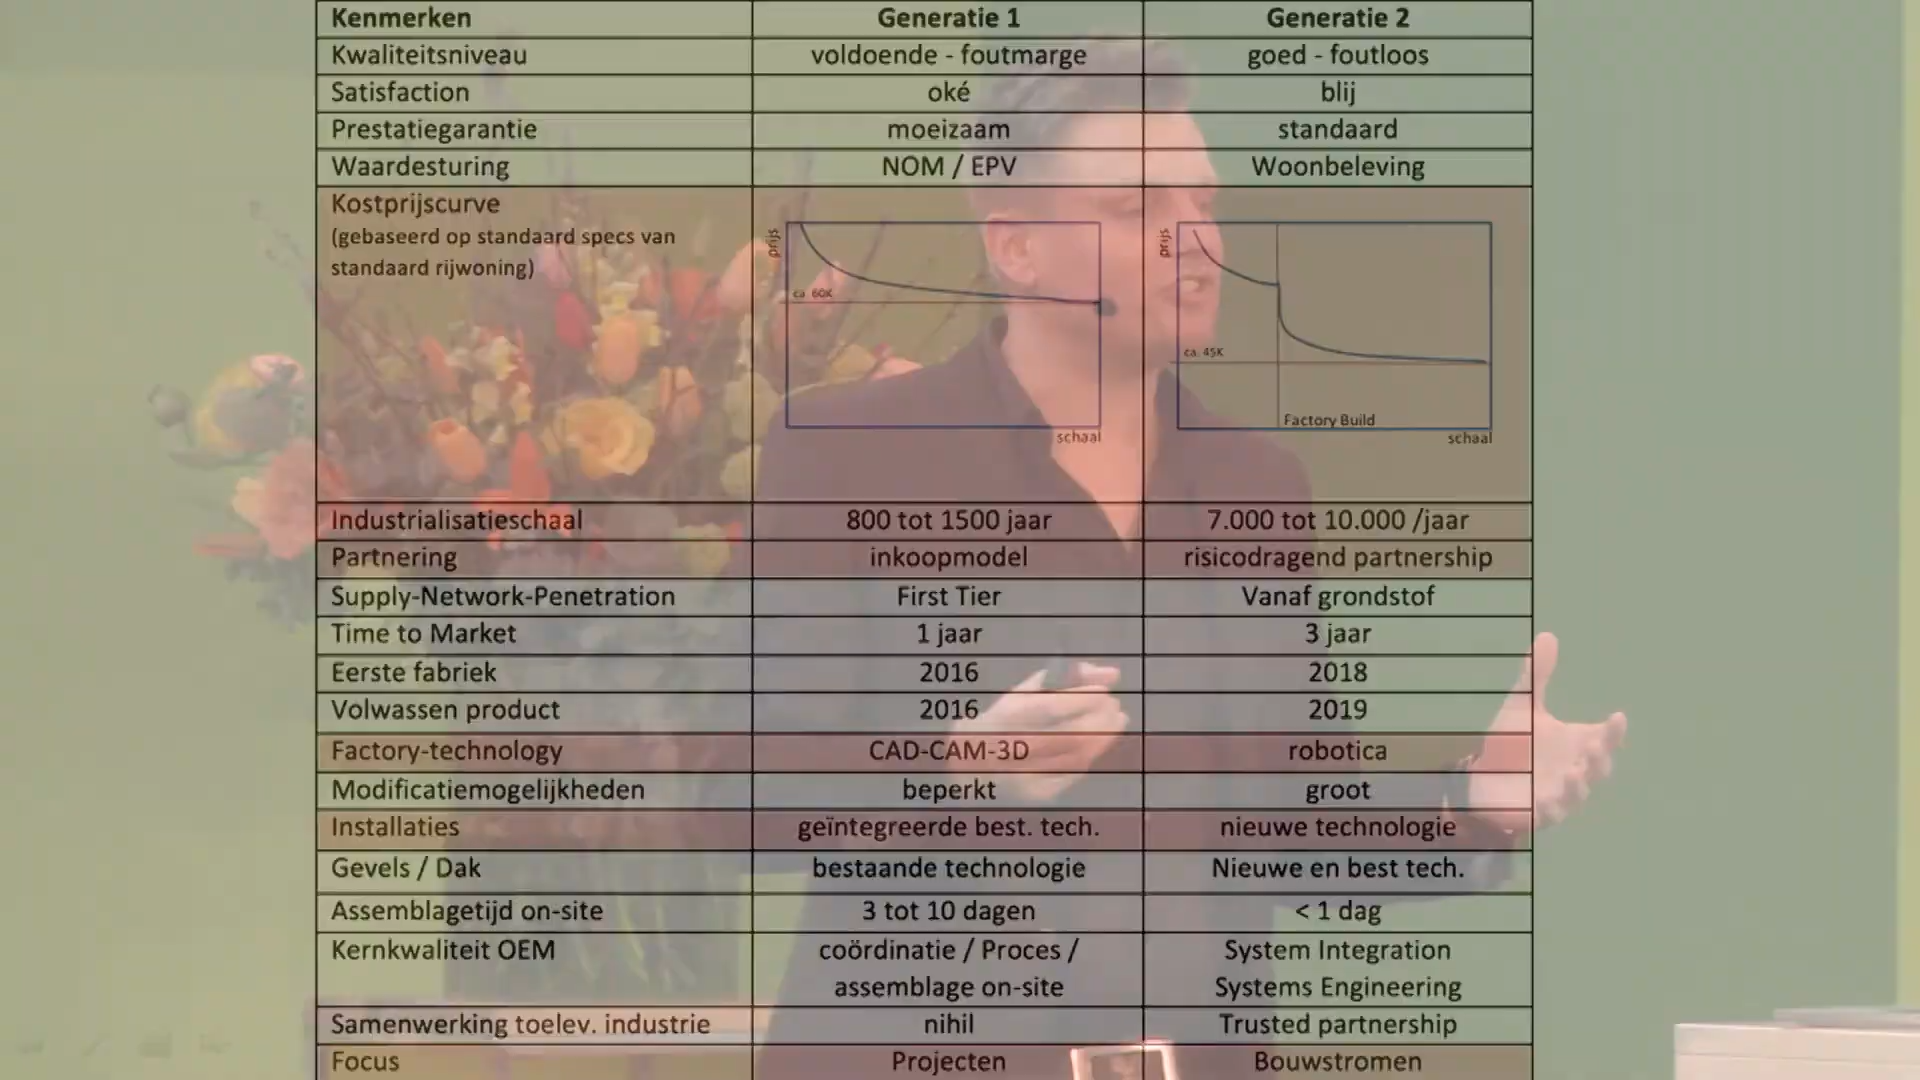 Kenmerken Generatie 1 Generatie 2
Kwaliteitsniveau voldoende - foutmarge goed - foutloos
Satisfaction oké blij
Prestatiegarantie moeizaam standaard
Waardesturing NOM / EPV Woonbeleving
Kostprijscurve
(gebaseerd op standaard specs van
standaard rijwoning)
prijs
ca. 60K
schaal
prijs
ca. 45K
Factory Build
schaal
Industrialisatieschaal 800 tot 1500 jaar 7.000 tot 10.000 /jaar
Partnering inkoopmodel risicodragend partnership
Supply-Network-Penetration First Tier Vanaf grondstof
Time to Market 1 jaar 3 jaar
Eerste fabriek 2016 2018
Volwassen product 2016 2019
Factory-technology CAD-CAM-3D robotica
Modificatiemogelijkheden beperkt groot
Installaties geïntegreerde best. tech. nieuwe technologie
Gevels / Dak bestaande technologie Nieuwe en best tech.
Assemblagetijd on-site 3 tot 10 dagen < 1 dag
Kernkwaliteit OEM coördinatie / Proces / System Integration
assemblage on-site Systems Engineering
Samenwerking toelev. industrie nihil Trusted partnership
Focus Projecten Bouwstromen